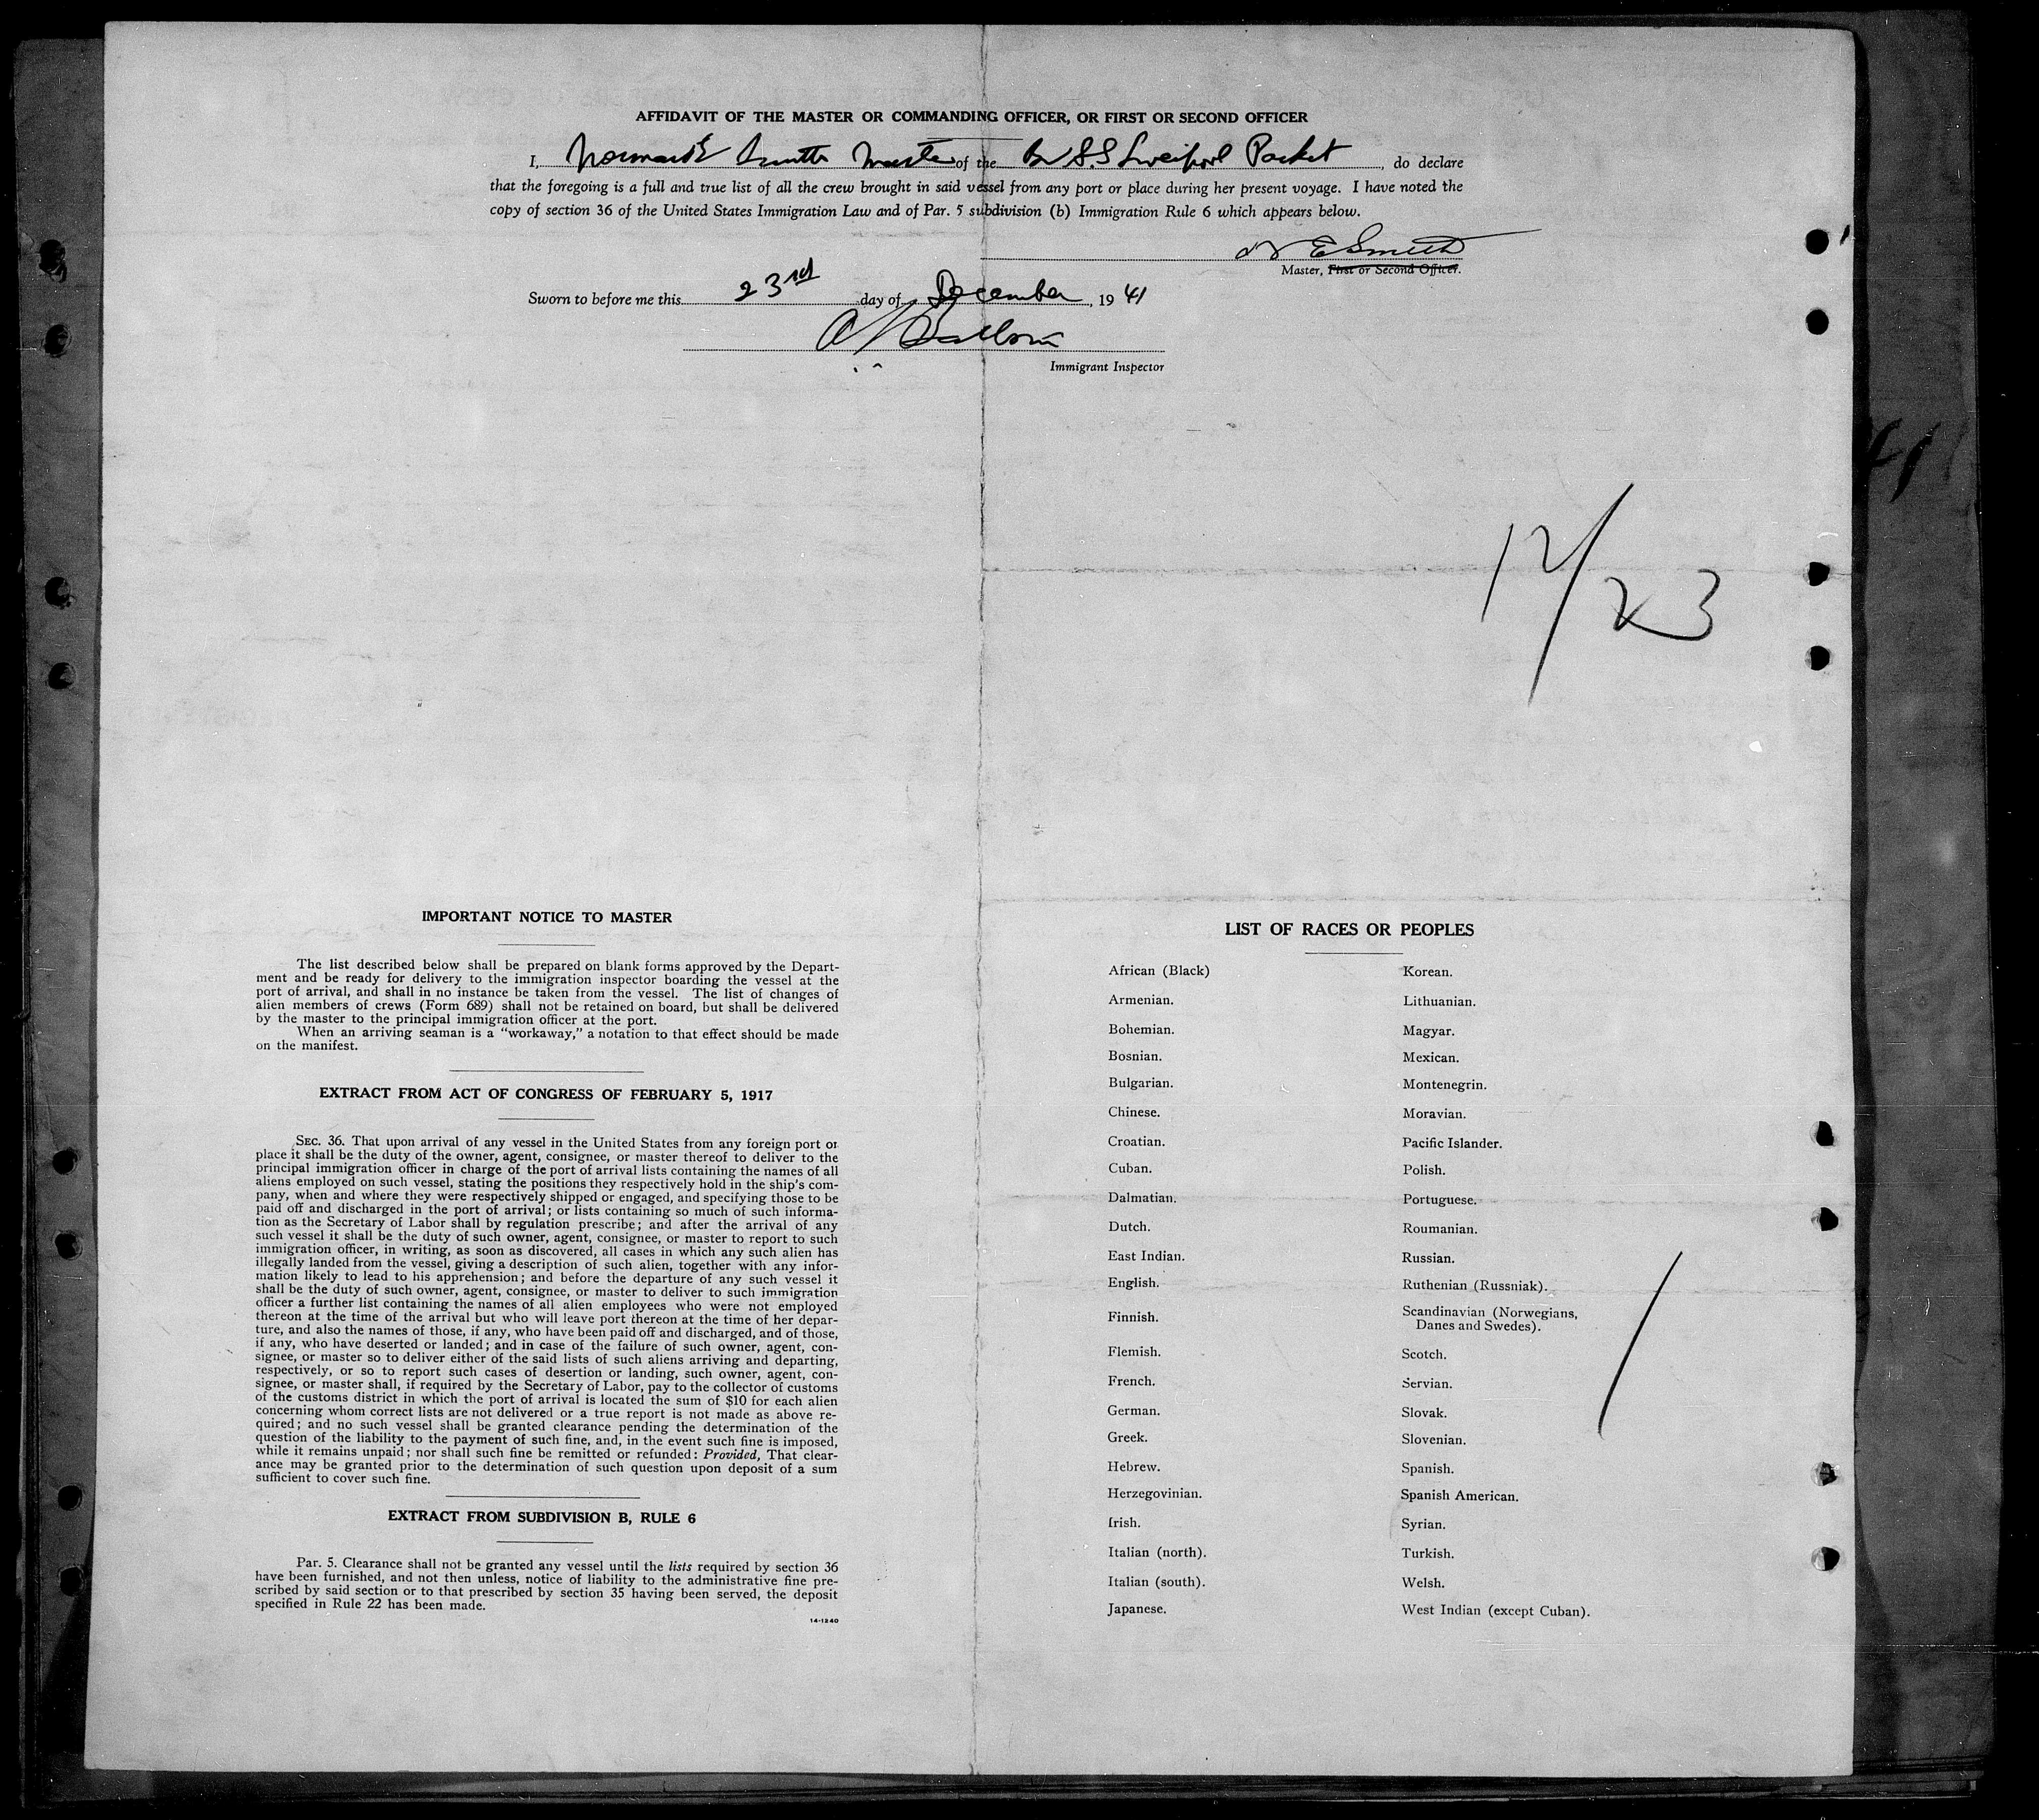 AFFIDAVIT OF THE MASTER OR COMMANDING OFFICER, OR FIRST OR SECOND OFFICER
I, Norman E Smith Master of the Br S.S Liverpool Packet, do declare
that the foregoing is a full and true list of all the crew brought in said vessel from any port or place during her present voyage. I have noted the
copy of section 36 of the United States Immigration Law and of Par. 5 subdivision (b) Immigration Rule 6 which appears below.
N E Smith
Master, First or Second Officer.
Sworn to before me this 23rd day of December, 1941
Immigrant Inspector
41
12/23
IMPORTANT NOTICE TO MASTER
The list described below shall be prepared on blank forms approved by the Depart-
ment and be ready for delivery to the immigration inspector boarding the vessel at the
port of arrival, and shall in no instance be taken from the vessel. The list of changes of
alien members of crews (Form 689) shall not be retained on board, but shall be delivered
by the master to the principal immigration officer at the port.
When an arriving seaman is a "workaway," a notation to that effect should be made
on the manifest.
EXTRACT FROM ACT OF CONGRESS OF FEBRUARY 5, 1917
SEC. 36. That upon arrival of any vessel in the United States from any foreign port or
place it shall be the duty of the owner, agent, consignee, or master thereof to deliver to the
principal immigration officer in charge of the port of arrival lists containing the names of all
aliens employed on such vessel, stating the positions they respectively hold in the ship's com-
pany, when and where they were respectively shipped or engaged, and specifying those to be
paid off and discharged in the port of arrival; or lists containing so much of such informa-
tion as the Secretary of Labor shall by regulation prescribe; and after the arrival of any
such vessel it shall be the duty of such owner, agent, consignee, or master to report to such
immigration officer, in writing, as soon as discovered, all cases in which any such alien has
illegally landed from the vessel, giving a description of such alien, together with any infor-
mation likely to lead to his apprehension; and before the departure of any such vessel it
shall be the duty of such owner, agent, consignee, or master to deliver to such immigration
officer a further list containing the names of all alien employees who were not employed
thereon at the time of the arrival but who will leave port thereon at the time of her depar-
ture, and also the names of those, if any, who have been paid off and discharged, and of those,
if any, who have deserted or landed; and in case of the failure of such owner, agent, con-
signee, or master so to deliver either of the said lists of such aliens arriving and departing,
respectively, or so to report such cases of desertion or landing, such owner, agent, con-
signee, or master shall, if required by the Secretary of Labor, pay to the collector of customs
of the customs district in which the port of arrival is located the sum of $10 for each alien
concerning whom correct lists are not delivered or a true report is not made as above re-
quired; and no such vessel shall be granted clearance pending the determination of the
question of the liability to the payment of such fine, and, in the event such fine is imposed,
while it remains unpaid; nor shall such fine be remitted or refunded: Provided, That clear-
ance may be granted prior to the determination of such question upon deposit of a sum
sufficient to cover such fine.
EXTRACT FROM SUBDIVISION B, RULE 6
Par. 5. Clearance shall not be granted any vessel until the lists required by section 36
have been furnished, and not then unless, notice of liability to the administrative fine pre-
scribed by said section or to that prescribed by section 35 having been served, the deposit
specified in Rule 22 has been made.
14-1240
LIST OF RACES OR PEOPLES
African (Black)
Armenian.
Bohemian.
Bosnian.
Bulgarian.
Chinese.
Croatian.
Cuban.
Dalmatian.
Dutch.
East Indian.
English.
Finnish.
Flemish.
French.
German.
Greek.
Hebrew.
Herzegovinian.
Irish.
Italian (north).
Italian (south).
Japanese.
Korean.
Lithuanian.
Magyar.
Mexican.
Montenegrin.
Moravian.
Pacific Islander.
Polish.
Portuguese.
Roumanian.
Russian.
Ruthenian (Russniak).
Scandinavian (Norwegians,
Danes and Swedes).
Scotch.
Servian.
Slovak.
Slovenian.
Spanish.
Spanish American.
Syrian.
Turkish.
Welsh.
West Indian (except Cuban).